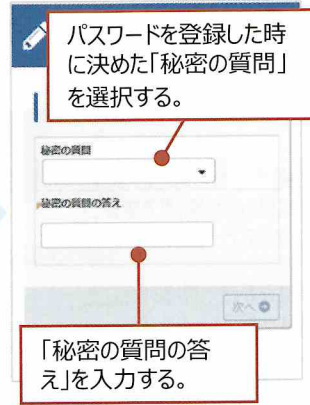 パスワードを登録した時
に決めた「秘密の質問」
を選択する。
秘密の質問
秘密の質問の答え
次へ
「秘密の質問の答
え」を入力する。